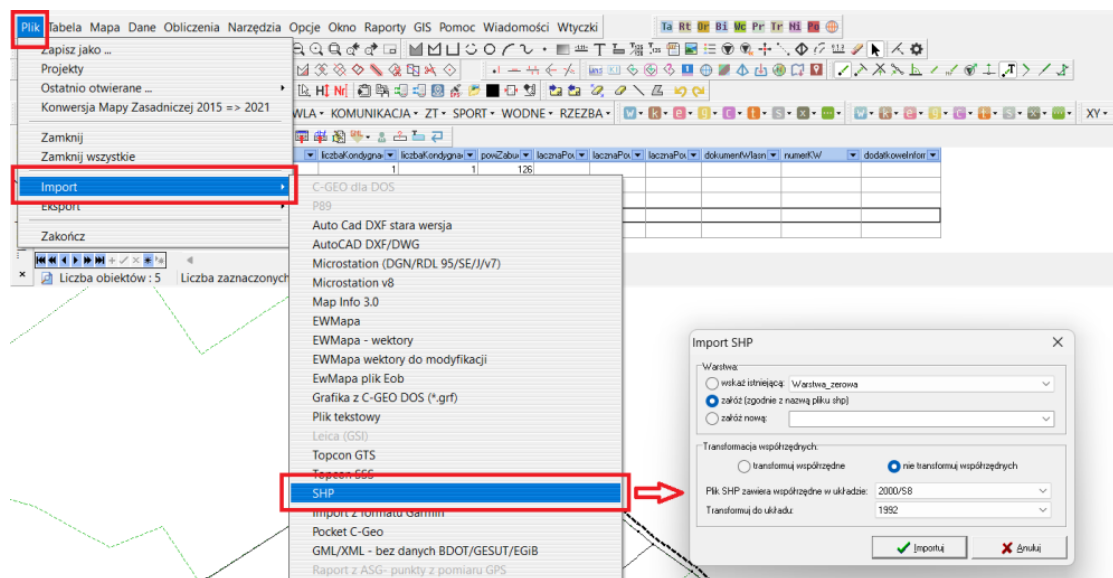 Plik Tabela Mapa Dane Obliczenia Narzędzia Opcje Okno Raporty GIS Pomoc Wiadomości Wtyczki
Ta Rt Or Bi Wc Pr Tr Ni
Zapisz jako ...
Projekty
Ostatnio otwierane ...
Konwersja Mapy Zasadniczej 2015 => 2021
WLA KOMUNIKACJA ZT SPORT WODNE RZEZBA
w k e g c t s x m w k e g c t s x m XY
Zamknij
Zamknij wszystkie
liczbaKondygna liczbaKondygna powZabu lacznaPo lacznaPo lacznaPo dokumentWlasn numerKW dodatkoweInfor
1 1 126
Import
Eksport
Zakończ
Liczba obiektów : 5 Liczba zaznaczonych
C-GEO dla DOS
P89
Auto Cad DXF stara wersja
AutoCAD DXF/DWG
Microstation (DGN/RDL 95/SE/J/v7)
Microstation v8
Map Info 3.0
EWMapa
EWMapa - wektory
EWMapa wektory do modyfikacji
EwMapa plik Eob
Grafika z C-GEO DOS (*.grf)
Plik tekstowy
Leica (GSI)
Topcon GTS
Topcon SSS
SHP
Import z formatu Garmin
Pocket C-Geo
GML/XML - bez danych BDOT/GESUT/EGiB
Raport z ASG- punkty z pomiaru GPS
Import SHP
Warstwa:
wskaż istniejącą: Warstwa_zerowa
załóż (zgodnie z nazwą pliku shp)
załóż nową:
Transformacja współrzędnych:
transformuj współrzędne nie transformuj współrzędnych
Plik SHP zawiera współrzędne w układzie: 2000/S8
Transformuj do układu: 1992
Importuj Anuluj